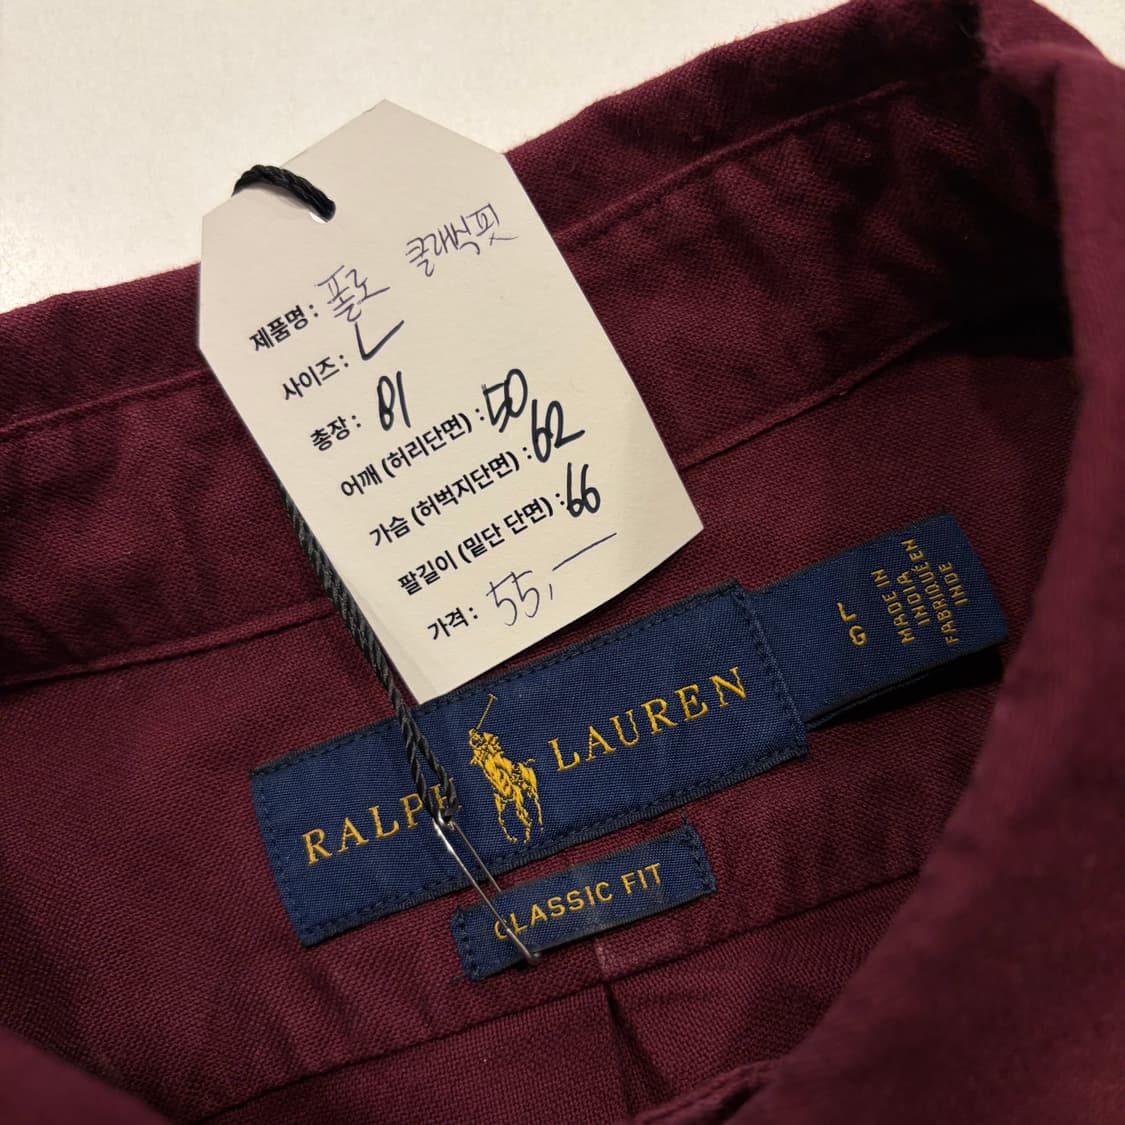 제품명 : 폴로 클래식핏
사이즈 : L
총장 : 81
어깨 (허리단면) : 50
가슴 (허벅지단면) : 62
팔길이 (밑단 단면) : 66
가격 : 55,—
RALPH LAUREN
CLASSIC FIT
L
G
MADE IN
INDIA
FABRIQUE EN
INDE